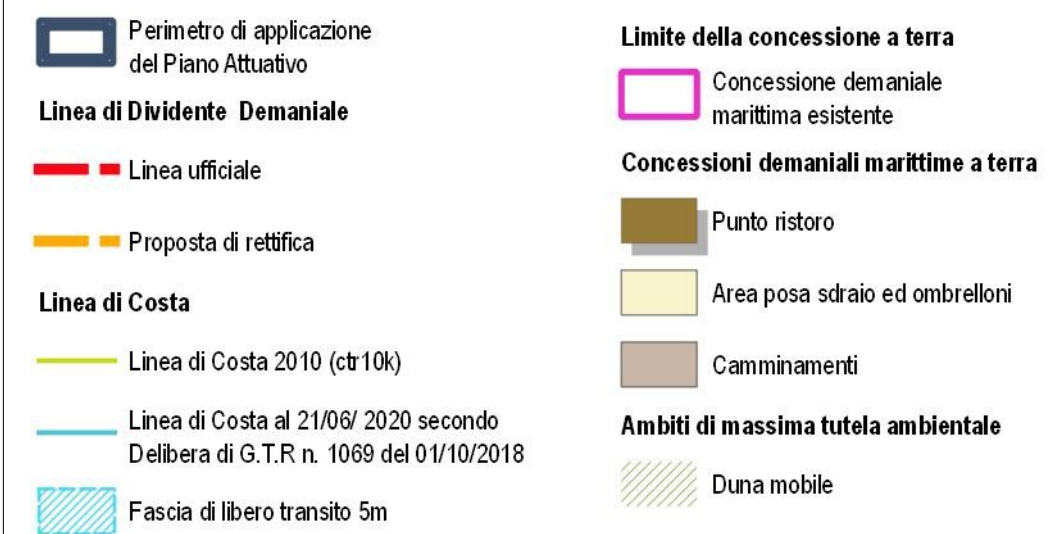 Perimetro di applicazione
del Piano Attuativo
Linea di Dividente Demaniale
Linea ufficiale
Proposta di rettifica
Linea di Costa
Linea di Costa 2010 (ctr10k)
Linea di Costa al 21/06/ 2020 secondo
Delibera di G.T.R n. 1069 del 01/10/2018
Fascia di libero transito 5m
Limite della concessione a terra
Concessione demaniale
marittima esistente
Concessioni demaniali marittime a terra
Punto ristoro
Area posa sdraio ed ombrelloni
Camminamenti
Ambiti di massima tutela ambientale
Duna mobile